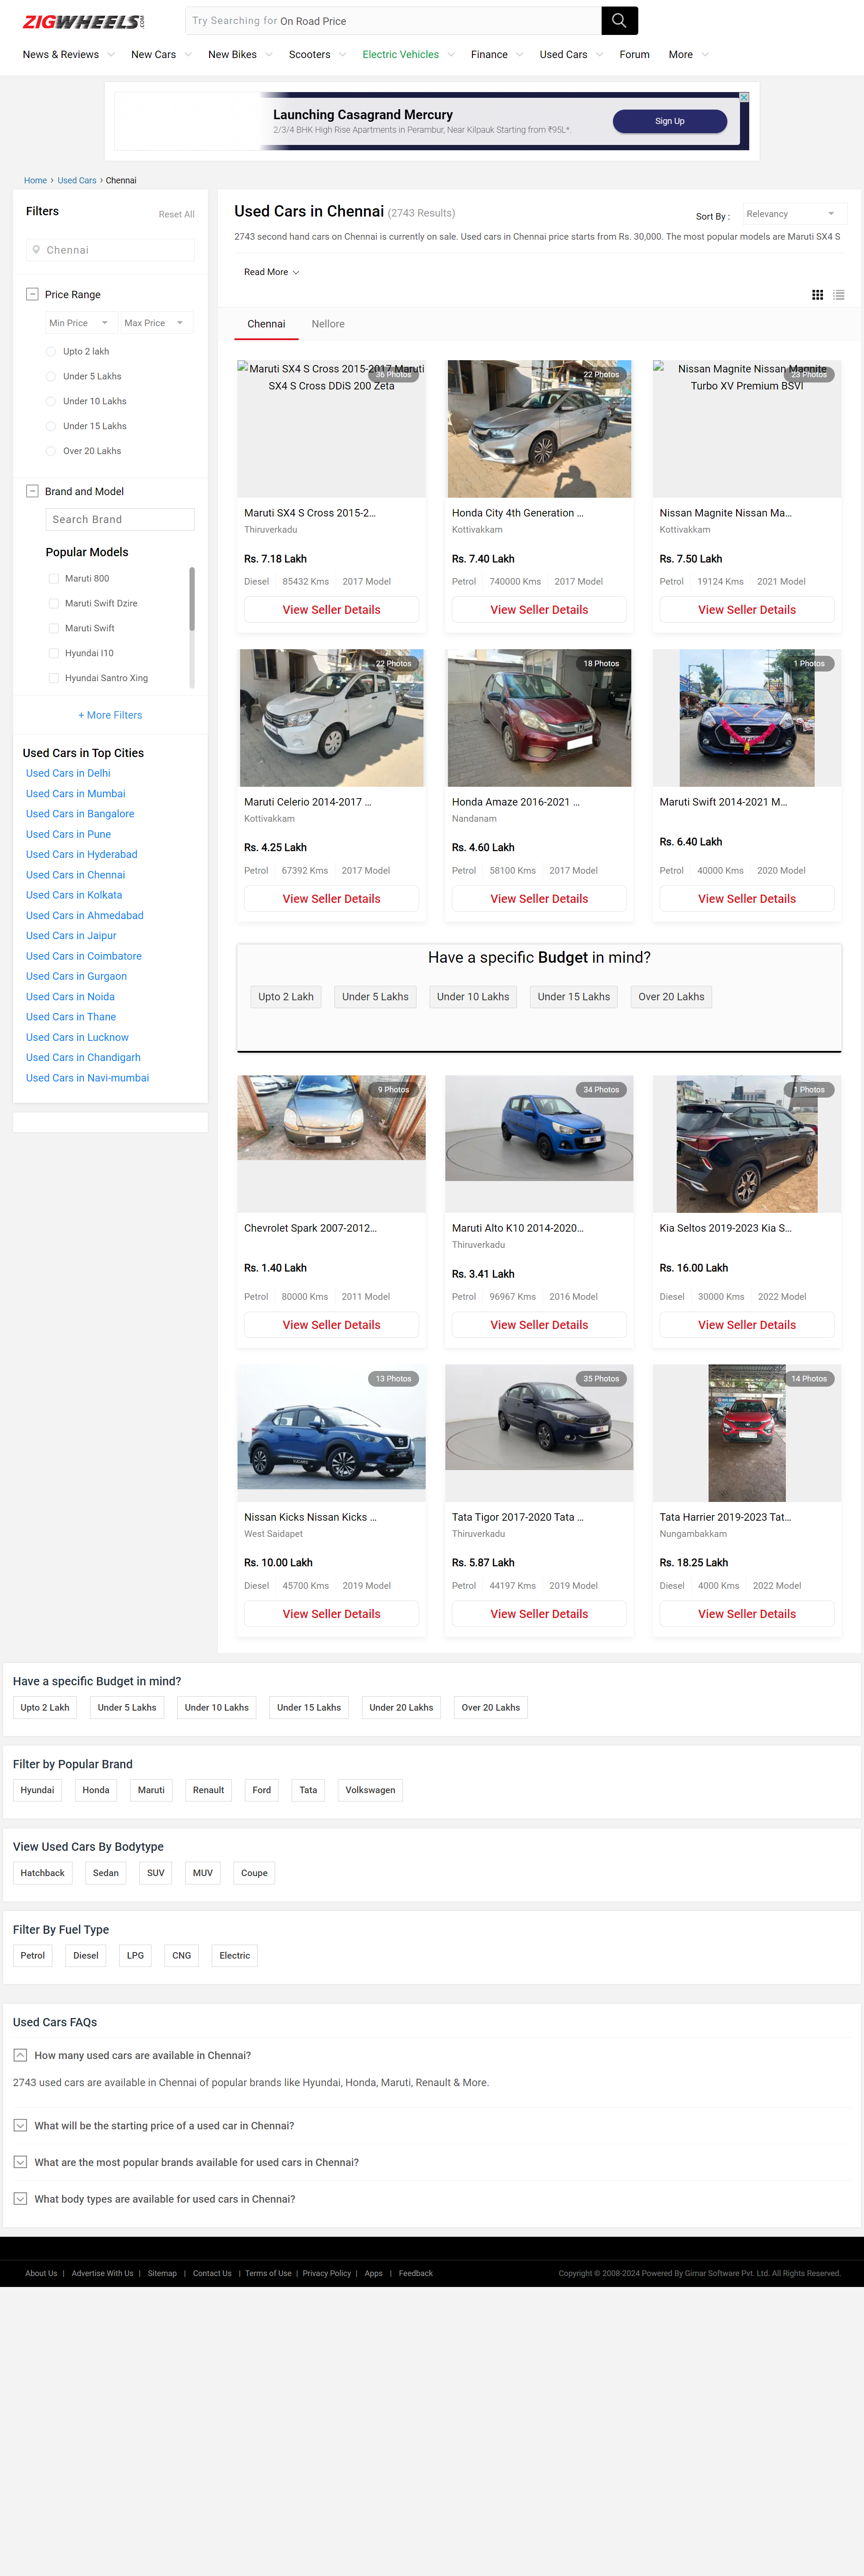 ZIGWHEELS.COM
Try Searching for On Road Price
News & Reviews
New Cars
New Bikes
Scooters
Electric Vehicles
Finance
Used Cars
Forum
More
Launching Casagrand Mercury
2/3/4 BHK High Rise Apartments in Perambur, Near Kilpauk Starting from ₹95L*.
Sign Up
Home › Used Cars › Chennai
Filters
Reset All
Chennai
Price Range
Min Price
Max Price
Upto 2 lakh
Under 5 Lakhs
Under 10 Lakhs
Under 15 Lakhs
Over 20 Lakhs
Brand and Model
Search Brand
Popular Models
Maruti 800
Maruti Swift Dzire
Maruti Swift
Hyundai I10
Hyundai Santro Xing
+ More Filters
Used Cars in Top Cities
Used Cars in Delhi
Used Cars in Mumbai
Used Cars in Bangalore
Used Cars in Pune
Used Cars in Hyderabad
Used Cars in Chennai
Used Cars in Kolkata
Used Cars in Ahmedabad
Used Cars in Jaipur
Used Cars in Coimbatore
Used Cars in Gurgaon
Used Cars in Noida
Used Cars in Thane
Used Cars in Lucknow
Used Cars in Chandigarh
Used Cars in Navi-mumbai
Used Cars in Chennai (2743 Results)
Sort By :
Relevancy
2743 second hand cars on Chennai is currently on sale. Used cars in Chennai price starts from Rs. 30,000. The most popular models are Maruti SX4 S
Read More
Chennai
Nellore
Maruti SX4 S Cross 2015-2017 Maruti
SX4 S Cross DDiS 200 Zeta
36 Photos
Maruti SX4 S Cross 2015-2...
Thiruverkadu
Rs. 7.18 Lakh
Diesel
85432 Kms
2017 Model
View Seller Details
22 Photos
Honda City 4th Generation ...
Kottivakkam
Rs. 7.40 Lakh
Petrol
740000 Kms
2017 Model
View Seller Details
Nissan Magnite Nissan Magnite
Turbo XV Premium BSVI
23 Photos
Nissan Magnite Nissan Ma...
Kottivakkam
Rs. 7.50 Lakh
Petrol
19124 Kms
2021 Model
View Seller Details
22 Photos
Maruti Celerio 2014-2017 ...
Kottivakkam
Rs. 4.25 Lakh
Petrol
67392 Kms
2017 Model
View Seller Details
18 Photos
Honda Amaze 2016-2021 ...
Nandanam
Rs. 4.60 Lakh
Petrol
58100 Kms
2017 Model
View Seller Details
1 Photos
Maruti Swift 2014-2021 M...
Rs. 6.40 Lakh
Petrol
40000 Kms
2020 Model
View Seller Details
Have a specific Budget in mind?
Upto 2 Lakh
Under 5 Lakhs
Under 10 Lakhs
Under 15 Lakhs
Over 20 Lakhs
9 Photos
Chevrolet Spark 2007-2012...
Rs. 1.40 Lakh
Petrol
80000 Kms
2011 Model
View Seller Details
34 Photos
Maruti Alto K10 2014-2020...
Thiruverkadu
Rs. 3.41 Lakh
Petrol
96967 Kms
2016 Model
View Seller Details
1 Photos
Kia Seltos 2019-2023 Kia S...
Rs. 16.00 Lakh
Diesel
30000 Kms
2022 Model
View Seller Details
13 Photos
Nissan Kicks Nissan Kicks ...
West Saidapet
Rs. 10.00 Lakh
Diesel
45700 Kms
2019 Model
View Seller Details
35 Photos
Tata Tigor 2017-2020 Tata ...
Thiruverkadu
Rs. 5.87 Lakh
Petrol
44197 Kms
2019 Model
View Seller Details
14 Photos
Tata Harrier 2019-2023 Tat...
Nungambakkam
Rs. 18.25 Lakh
Diesel
4000 Kms
2022 Model
View Seller Details
Have a specific Budget in mind?
Upto 2 Lakh
Under 5 Lakhs
Under 10 Lakhs
Under 15 Lakhs
Under 20 Lakhs
Over 20 Lakhs
Filter by Popular Brand
Hyundai
Honda
Maruti
Renault
Ford
Tata
Volkswagen
View Used Cars By Bodytype
Hatchback
Sedan
SUV
MUV
Coupe
Filter By Fuel Type
Petrol
Diesel
LPG
CNG
Electric
Used Cars FAQs
How many used cars are available in Chennai?
2743 used cars are available in Chennai of popular brands like Hyundai, Honda, Maruti, Renault & More.
What will be the starting price of a used car in Chennai?
What are the most popular brands available for used cars in Chennai?
What body types are available for used cars in Chennai?
About Us | Advertise With Us | Sitemap | Contact Us | Terms of Use | Privacy Policy | Apps | Feedback
Copyright © 2008-2024 Powered By Girnar Software Pvt. Ltd. All Rights Reserved.